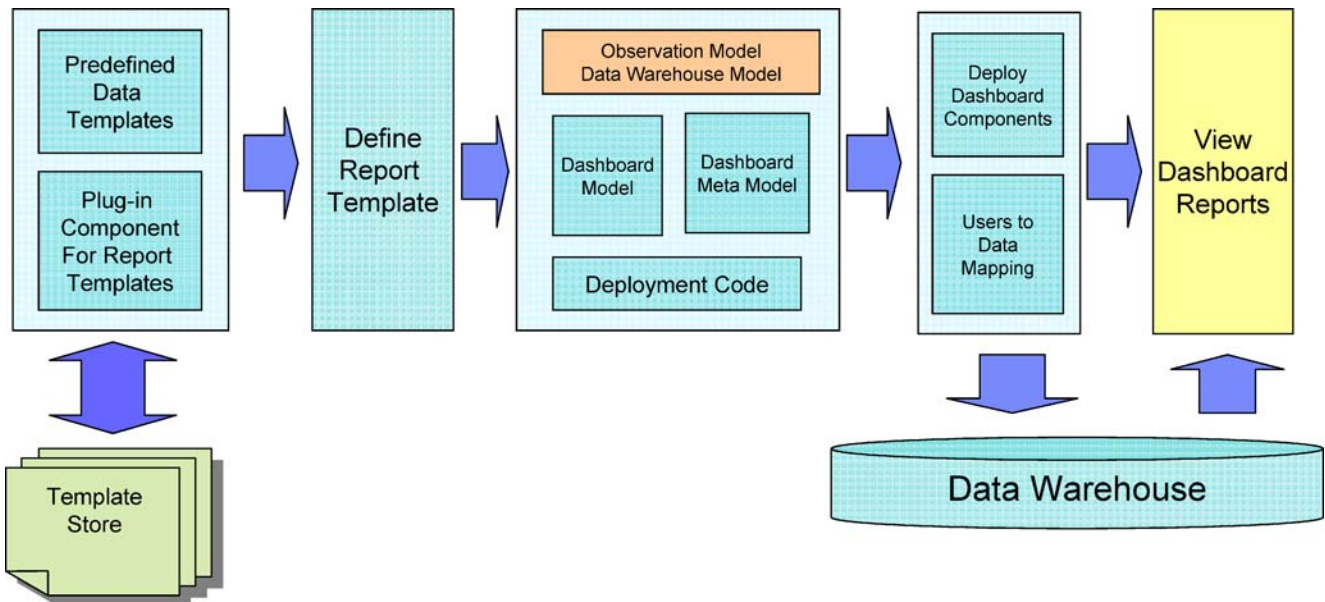 Predefined
Data
Templates
Plug-in
Component
For Report
Templates
Define
Report
Template
Observation Model
Data Warehouse Model
Dashboard
Model
Dashboard
Meta Model
Deployment Code
Deploy
Dashboard
Components
Users to
Data
Mapping
View
Dashboard
Reports
Template
Store
Data Warehouse